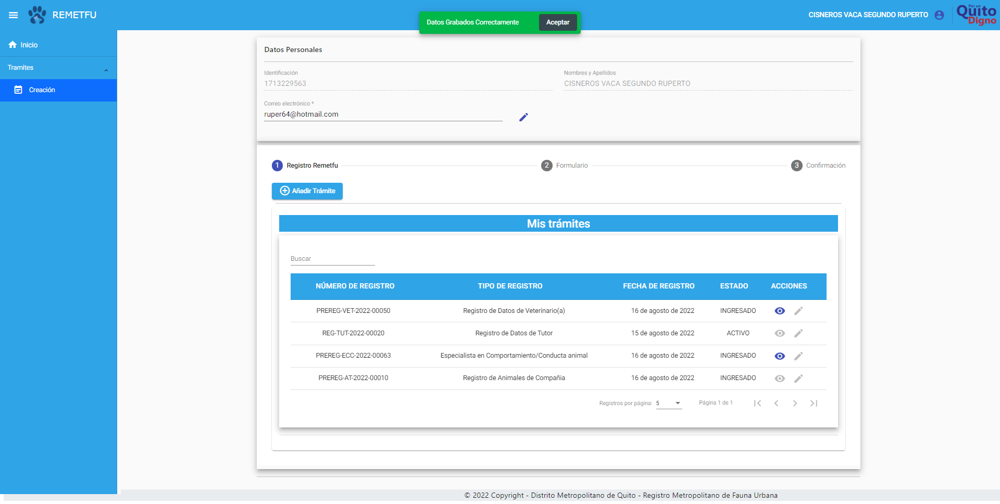 REMETFU
Datos Grabados Correctamente
Aceptar
CISNEROS VACA SEGUNDO RUPERTO
Por un
Quito
Digno
Inicio
Tramites
Creación
Datos Personales
Identificación
1713229563
Nombres y Apellidos
CISNEROS VACA SEGUNDO RUPERTO
Correo electrónico *
ruper64@hotmail.com
1 Registro Remetfu
2 Formulario
3 Confirmación
Añadir Trámite
Mis trámites
Buscar
NÚMERO DE REGISTRO TIPO DE REGISTRO FECHA DE REGISTRO ESTADO ACCIONES
PREREG-VET-2022-00050 Registro de Datos de Veterinario(a) 16 de agosto de 2022 INGRESADO
REG-TUT-2022-00020 Registro de Datos de Tutor 15 de agosto de 2022 ACTIVO
PREREG-ECC-2022-00063 Especialista en Comportamiento/Conducta animal 16 de agosto de 2022 INGRESADO
PREREG-AT-2022-00010 Registro de Animales de Compañia 16 de agosto de 2022 INGRESADO
Registros por página: 5 Página 1 de 1
© 2022 Copyright - Distrito Metropolitano de Quito - Registro Metropolitano de Fauna Urbana